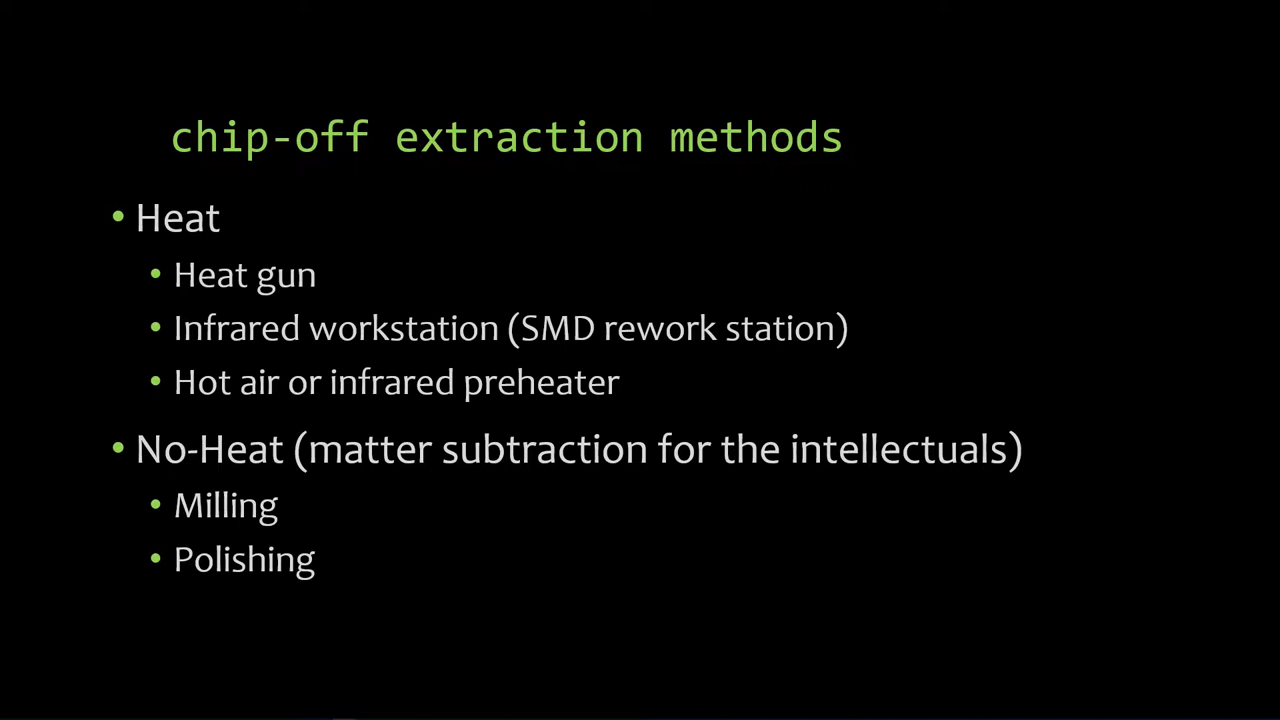 chip-off extraction methods
• Heat
• Heat gun
• Infrared workstation (SMD rework station)
• Hot air or infrared preheater
• No-Heat (matter subtraction for the intellectuals)
• Milling
• Polishing